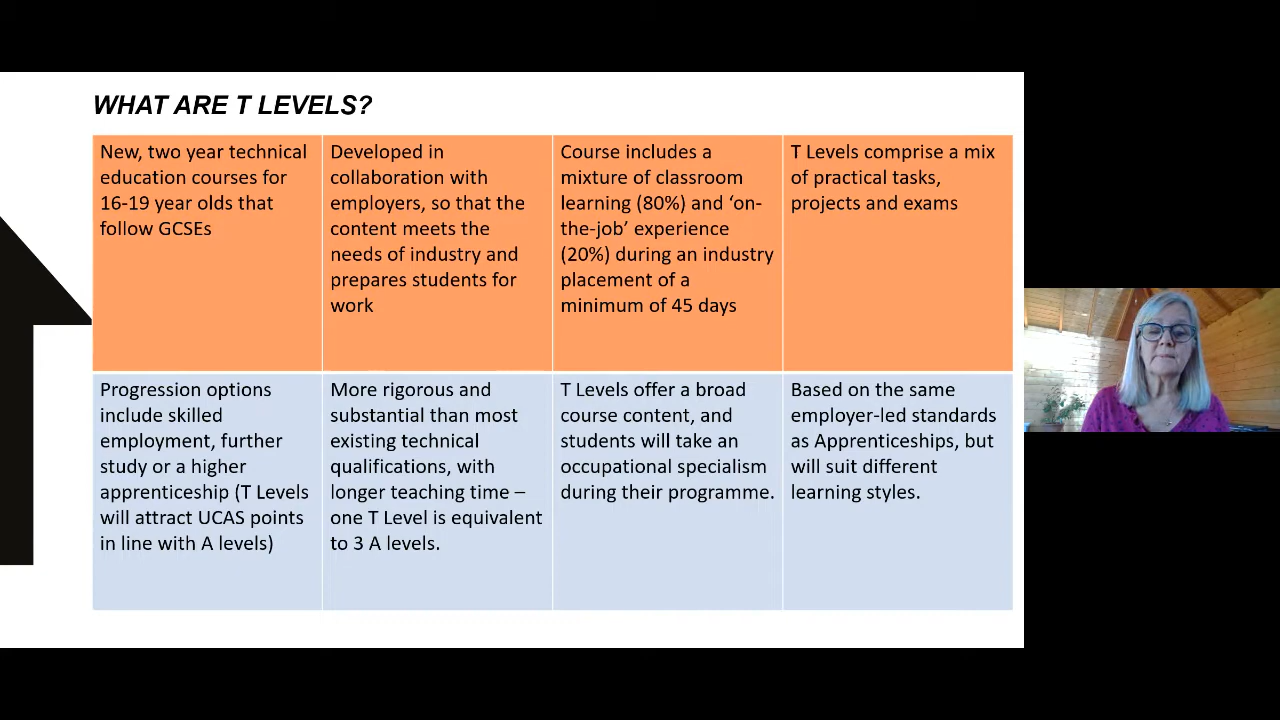 WHAT ARE T LEVELS?
New, two year technical
education courses for
16-19 year olds that
follow GCSEs
Developed in
collaboration with
employers, so that the
content meets the
needs of industry and
prepares students for
work
Course includes a
mixture of classroom
learning (80%) and ‘on-
the-job’ experience
(20%) during an industry
placement of a
minimum of 45 days
T Levels comprise a mix
of practical tasks,
projects and exams
Progression options
include skilled
employment, further
study or a higher
apprenticeship (T Levels
will attract UCAS points
in line with A levels)
More rigorous and
substantial than most
existing technical
qualifications, with
longer teaching time –
one T Level is equivalent
to 3 A levels.
T Levels offer a broad
course content, and
students will take an
occupational specialism
during their programme.
Based on the same
employer-led standards
as Apprenticeships, but
will suit different
learning styles.